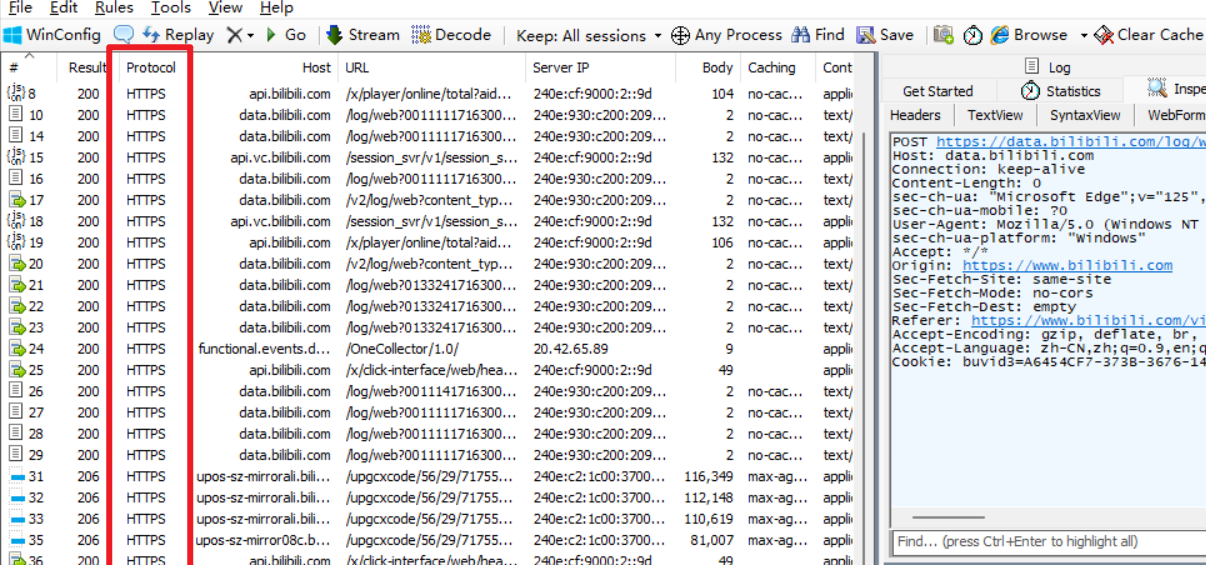 File Edit Rules Tools View Help
WinConfig Replay Go Stream Decode Keep: All sessions Any Process Find Save Browse Clear Cache
# Result Protocol Host URL Server IP Body Caching Cont
8 200 HTTPS api.bilibili.com /x/player/online/total?aid... 240e:cf:9000:2::9d 104 no-cac... appli
10 200 HTTPS data.bilibili.com /log/web?0011111716300... 240e:930:c200:209... 2 no-cac... text/
14 200 HTTPS data.bilibili.com /log/web?0011111716300... 240e:930:c200:209... 2 no-cac... text/
15 200 HTTPS api.vc.bilibili.com /session_svr/v1/session_s... 240e:cf:9000:2::9d 132 no-cac... appli
16 200 HTTPS data.bilibili.com /log/web?0011111716300... 240e:930:c200:209... 2 no-cac... text/
17 200 HTTPS data.bilibili.com /v2/log/web?content_typ... 240e:930:c200:209... 2 no-cac... text/
18 200 HTTPS api.vc.bilibili.com /session_svr/v1/session_s... 240e:cf:9000:2::9d 132 no-cac... appli
19 200 HTTPS api.bilibili.com /x/player/online/total?aid... 240e:cf:9000:2::9d 106 no-cac... appli
20 200 HTTPS data.bilibili.com /v2/log/web?content_typ... 240e:930:c200:209... 2 no-cac... text/
21 200 HTTPS data.bilibili.com /log/web?0133241716300... 240e:930:c200:209... 2 no-cac... text/
22 200 HTTPS data.bilibili.com /log/web?0133241716300... 240e:930:c200:209... 2 no-cac... text/
23 200 HTTPS data.bilibili.com /log/web?0133241716300... 240e:930:c200:209... 2 no-cac... text/
24 200 HTTPS functional.events.d... /OneCollector/1.0/ 20.42.65.89 9 appli
25 200 HTTPS api.bilibili.com /x/click-interface/web/hea... 240e:cf:9000:2::9d 49 appli
26 200 HTTPS data.bilibili.com /log/web?0011141716300... 240e:930:c200:209... 2 no-cac... text/
27 200 HTTPS data.bilibili.com /log/web?0011111716300... 240e:930:c200:209... 2 no-cac... text/
28 200 HTTPS data.bilibili.com /log/web?0011111716300... 240e:930:c200:209... 2 no-cac... text/
29 200 HTTPS data.bilibili.com /log/web?0011111716300... 240e:930:c200:209... 2 no-cac... text/
31 206 HTTPS upos-sz-mirrorali.bili... /upgcxcode/56/29/71755... 240e:c2:1c00:3700... 116,349 max-ag... appli
32 206 HTTPS upos-sz-mirrorali.bili... /upgcxcode/56/29/71755... 240e:c2:1c00:3700... 112,148 max-ag... appli
33 206 HTTPS upos-sz-mirrorali.bili... /upgcxcode/56/29/71755... 240e:c2:1c00:3700... 110,619 max-ag... appli
35 206 HTTPS upos-sz-mirror08c.b... /upgcxcode/56/29/71755... 240e:c2:1c00:3700... 81,007 max-ag... appli
36 200 HTTPS api.bilibili.com /x/click-interface/web/hea... 240e:cf:9000:2::9d 49 appli
Log
Get Started Statistics Inspe
Headers TextView SyntaxView WebForm
POST https://data.bilibili.com/log/w
Host: data.bilibili.com
Connection: keep-alive
Content-Length: 0
sec-ch-ua: "Microsoft Edge";v="125",
sec-ch-ua-mobile: ?0
User-Agent: Mozilla/5.0 (Windows NT
sec-ch-ua-platform: "Windows"
Accept: */*
Origin: https://www.bilibili.com
Sec-Fetch-Site: same-site
Sec-Fetch-Mode: no-cors
Sec-Fetch-Dest: empty
Referer: https://www.bilibili.com/vi
Accept-Encoding: gzip, deflate, br,
Accept-Language: zh-CN,zh;q=0.9,en;q
Cookie: buvid3=A6454CF7-373B-3676-14
Find... (press Ctrl+Enter to highlight all)